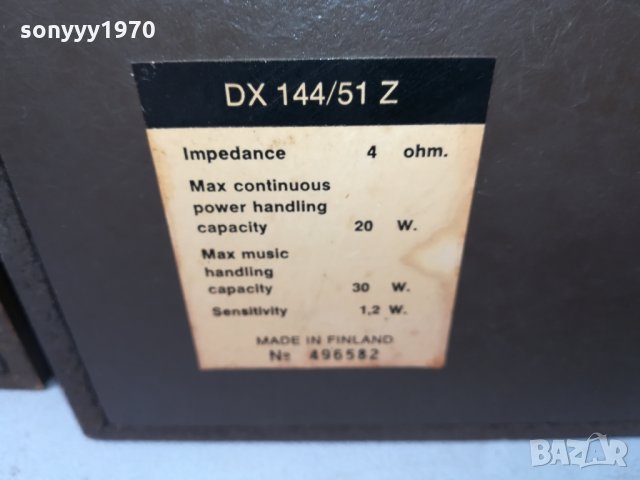 sonyyy1970
DX 144/51 Z
Impedance 4 ohm.
Max continuous
power handling
capacity 20 W.
Max music
handling
capacity 30 W.
Sensitivity 1,2 W.
MADE IN FINLAND
№ 496582
BAZAR